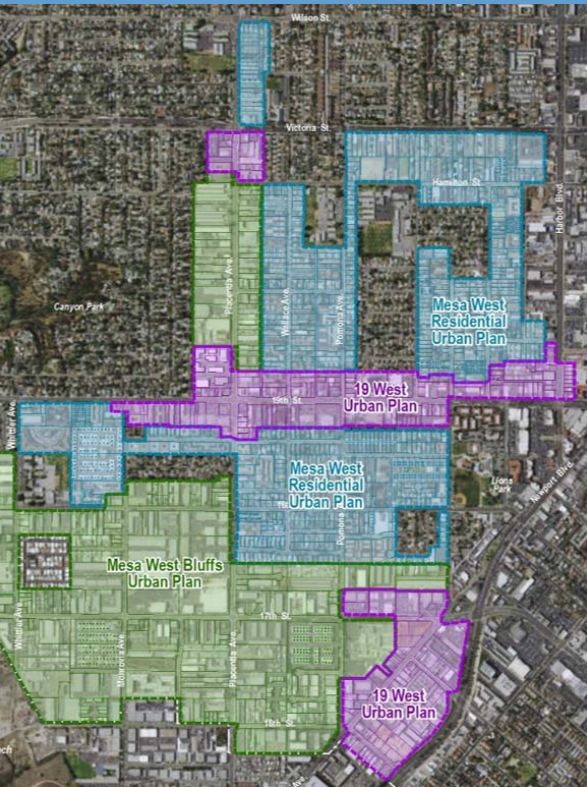 Wilson St.
Victoria St.
Hamilton St.
Harbor Blvd
Placentia Ave.
Wallace Ave.
Pomona Ave.
Canyon Park
Mesa West
Residential
Urban Plan
19 West
Urban Plan
19th St.
Whittier Ave.
Mesa West
Residential
Urban Plan
Lions
Park
Newport Blvd.
Pomona
Mesa West Bluffs
Urban Plan
17th St.
Whittier Ave.
Monrovia Ave.
Placentia Ave.
19 West
Urban Plan
16th St.
Ave.